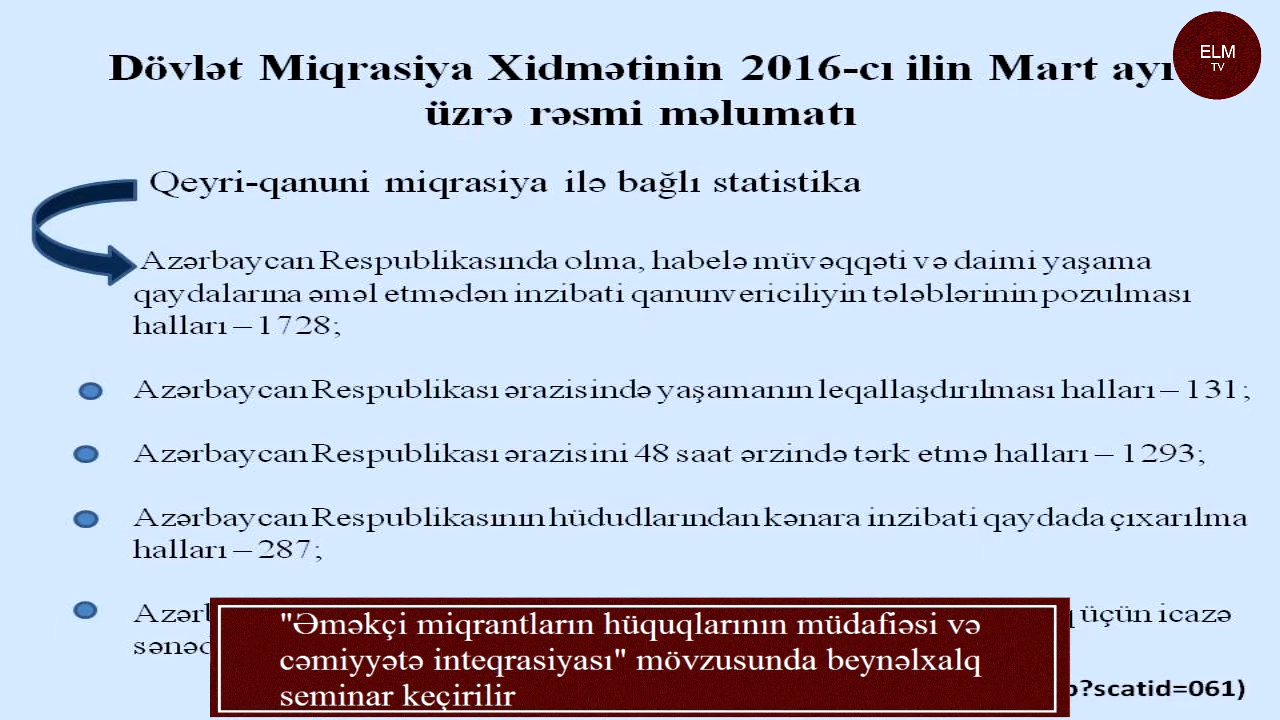 ELM
TV
Dövlət Miqrasiya Xidmətinin 2016-cı ilin Mart ayı
üzrə rəsmi məlumatı
Qeyri-qanuni miqrasiya ilə bağlı statistika
Azərbaycan Respublikasında olma, habelə müvəqqəti və daimi yaşama
qaydalarına əməl etmədən inzibati qanunvericiliyin tələblərinin pozulması
halları – 1728;
Azərbaycan Respublikası ərazisində yaşamanın leqallaşdırılması halları – 131;
Azərbaycan Respublikası ərazisini 48 saat ərzində tərk etmə halları – 1293;
Azərbaycan Respublikasının hüdudlarından kənara inzibati qaydada çıxarılma
halları – 287;
üçün icazə
"Əməkçi miqrantların hüquqlarının müdafiəsi və
cəmiyyətə inteqrasiyası" mövzusunda beynəlxalq
seminar keçirilir
?scatid=061)